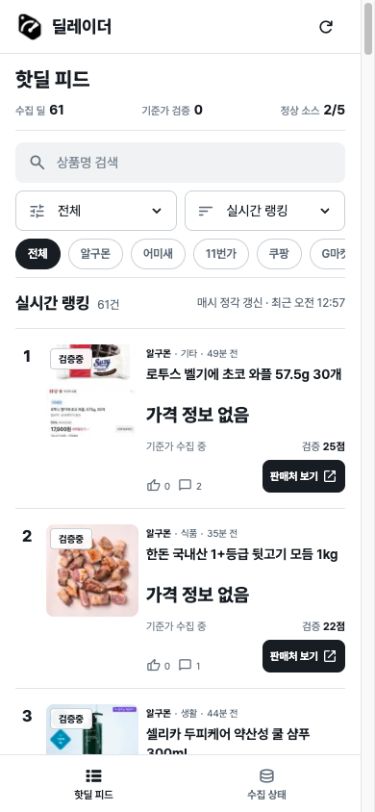 딜레이더
핫딜 피드
수집 딜 61 기준가 검증 0 정상 소스 2/5
상품명 검색
전체 실시간 랭킹
전체 알구몬 어미새 11번가 쿠팡 G마켓
실시간 랭킹 61건 매시 정각 갱신 · 최근 오전 12:57
1
검증중
알구몬 · 기타 · 49분 전
로투스 벨기에 초코 와플 57.5g 30개
가격 정보 없음
기준가 수집 중 검증 25점
0 2 판매처 보기
2
검증중
알구몬 · 식품 · 35분 전
한돈 국내산 1+등급 뒷고기 모듬 1kg
가격 정보 없음
기준가 수집 중 검증 22점
0 1 판매처 보기
3
검증중
알구몬 · 생활 · 44분 전
셀리카 두피케어 약산성 쿨 샴푸
300ml
핫딜 피드 수집 상태